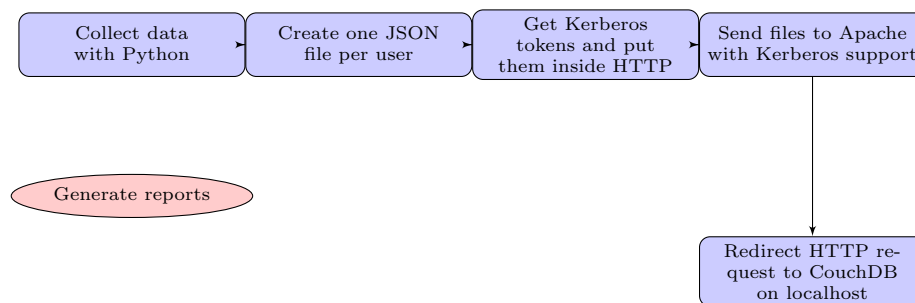 Collect data
with Python
Create one JSON
file per user
Get Kerberos
tokens and put
them inside HTTP
Send files to Apache
with Kerberos support
Generate reports
Redirect HTTP re-
quest to CouchDB
on localhost